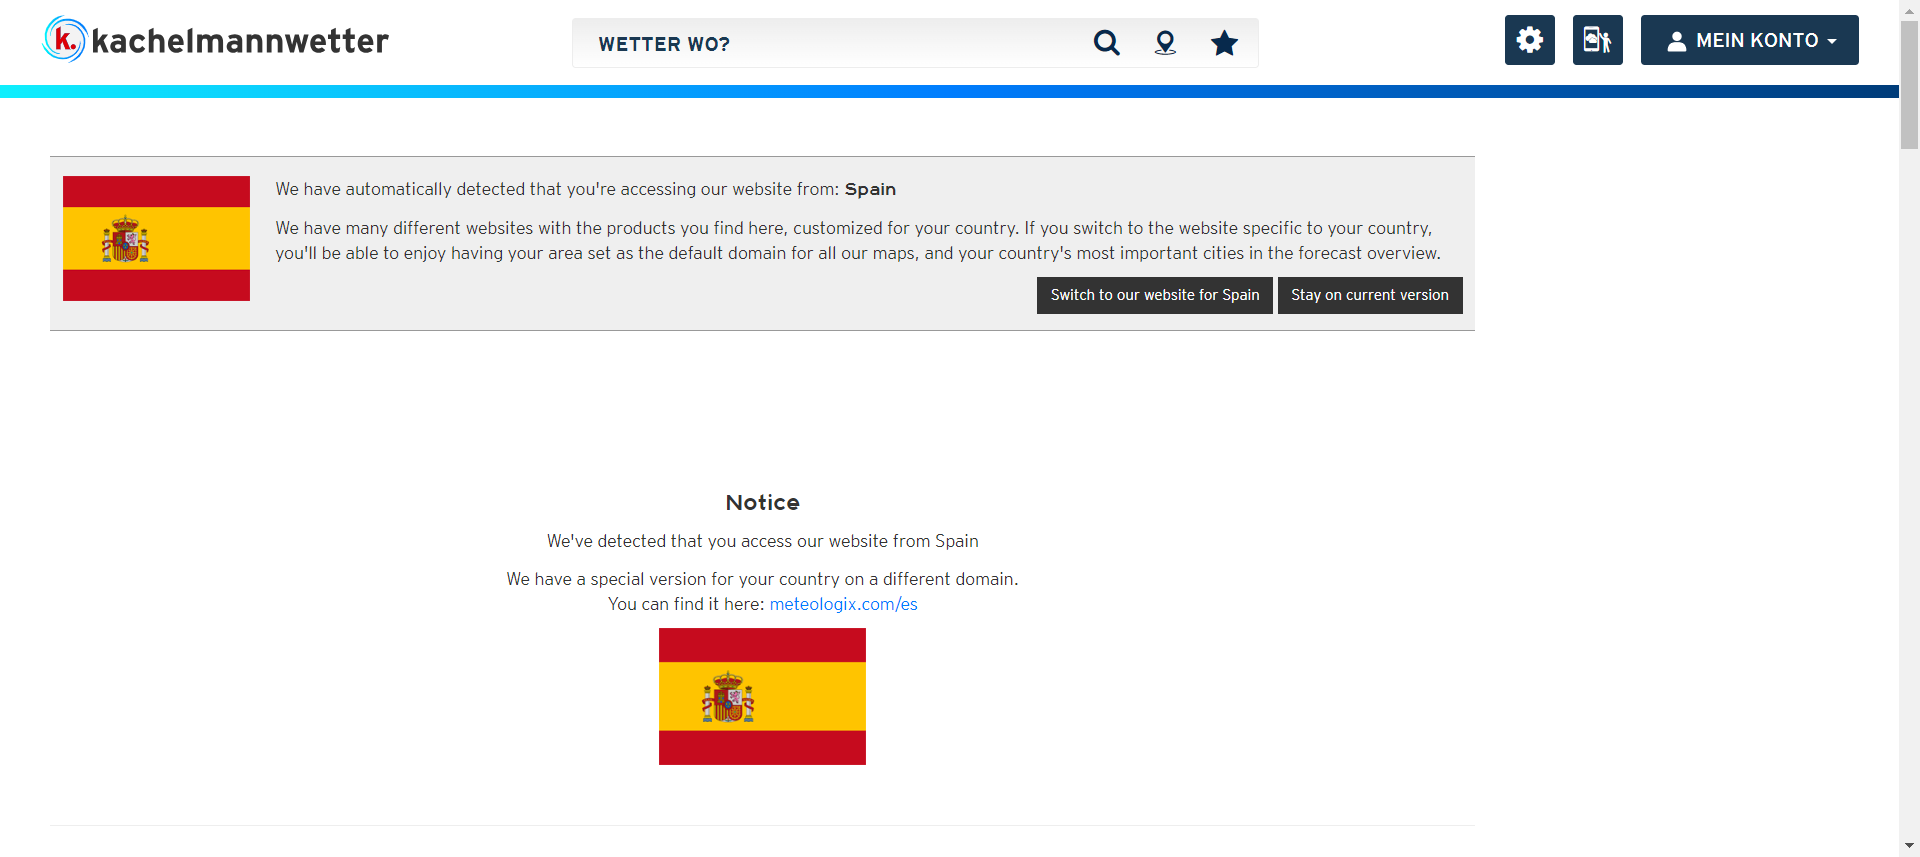 k. kachelmannwetter
WETTER WO?
MEIN KONTO
We have automatically detected that you're accessing our website from: Spain
We have many different websites with the products you find here, customized for your country. If you switch to the website specific to your country,
you'll be able to enjoy having your area set as the default domain for all our maps, and your country's most important cities in the forecast overview.
Switch to our website for Spain
Stay on current version
Notice
We've detected that you access our website from Spain
We have a special version for your country on a different domain.
You can find it here: meteologix.com/es